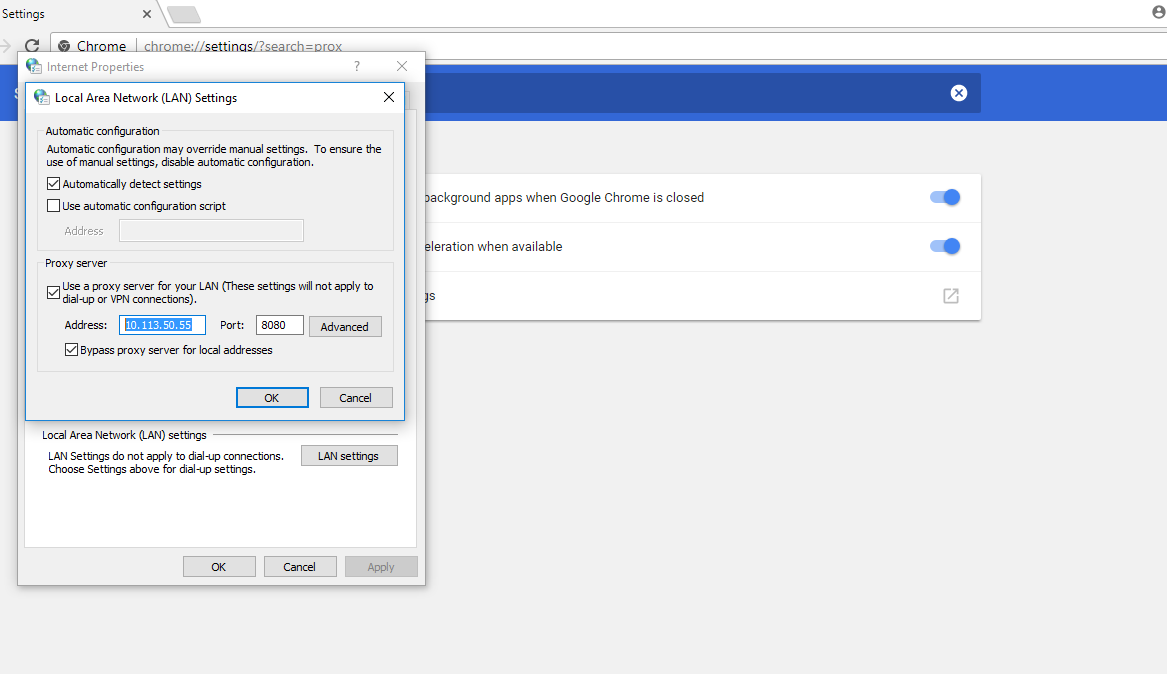 Settings
Chrome chrome://settings/?search=prox
Internet Properties ?
Local Area Network (LAN) Settings
Automatic configuration
Automatic configuration may override manual settings. To ensure the
use of manual settings, disable automatic configuration.
Automatically detect settings
Use automatic configuration script
Address
Proxy server
Use a proxy server for your LAN (These settings will not apply to
dial-up or VPN connections).
Address: 10.113.50.55 Port: 8080 Advanced
Bypass proxy server for local addresses
OK Cancel
Local Area Network (LAN) settings
LAN Settings do not apply to dial-up connections.
Choose Settings above for dial-up settings.
LAN settings
OK Cancel Apply
background apps when Google Chrome is closed
eleration when available
gs